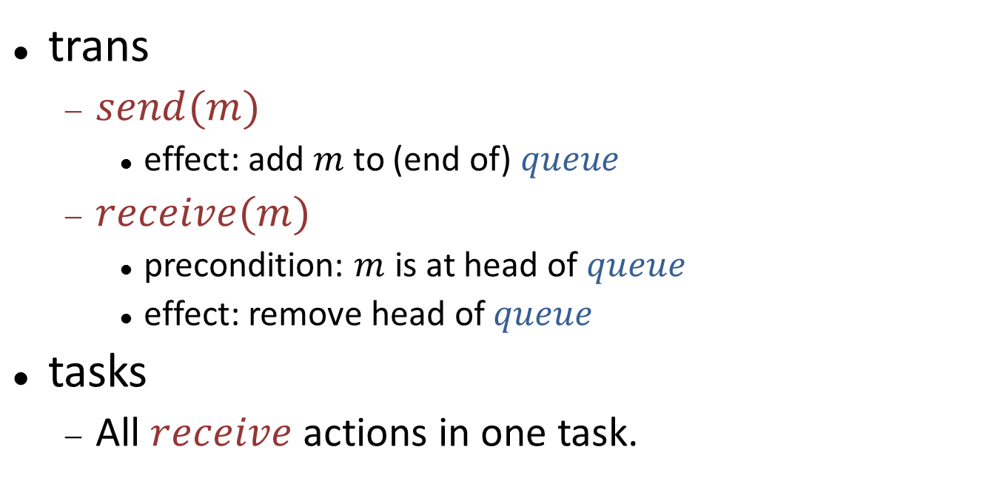 • trans
– send(m)
• effect: add m to (end of) queue
– receive(m)
• precondition: m is at head of queue
• effect: remove head of queue
• tasks
– All receive actions in one task.